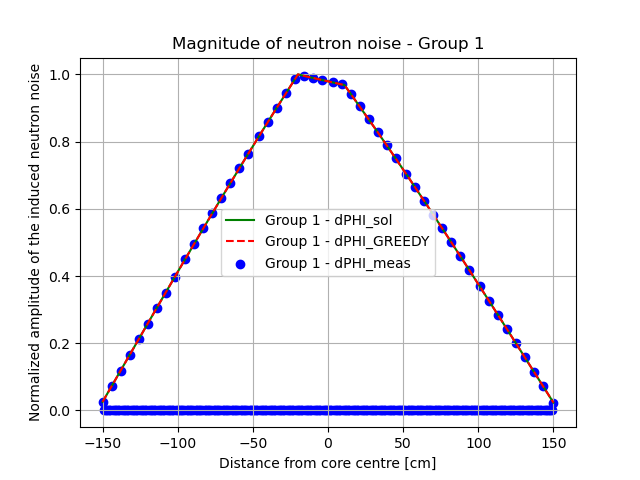 Magnitude of neutron noise - Group 1
Normalized amplitude of the induced neutron noise
1.0
0.8
0.6
0.4
0.2
0.0
Group 1 - dPHI_sol
Group 1 - dPHI_GREEDY
Group 1 - dPHI_meas
−150
−100
−50
0
50
100
150
Distance from core centre [cm]